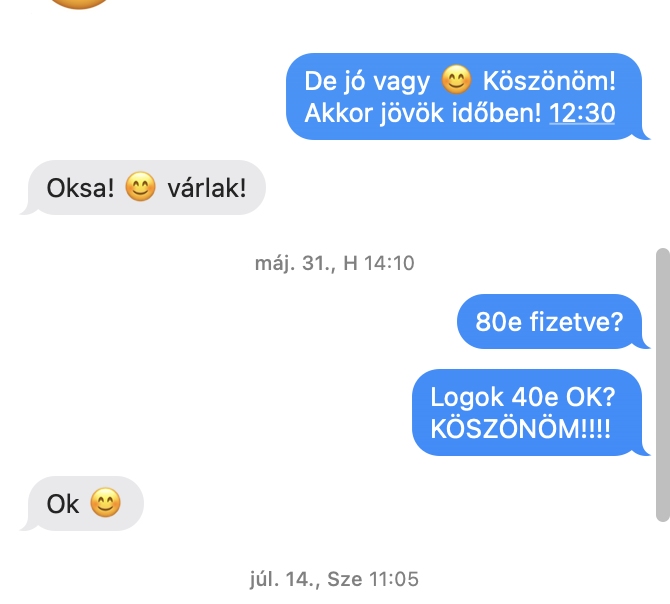 De jó vagy 😊 Köszönöm!
Akkor jövök időben! 12:30
Oksa! 😊 várlak!
máj. 31., H 14:10
80e fizetve?
Logok 40e OK?
KÖSZÖNÖM!!!!
Ok 😊
júl. 14., Sze 11:05